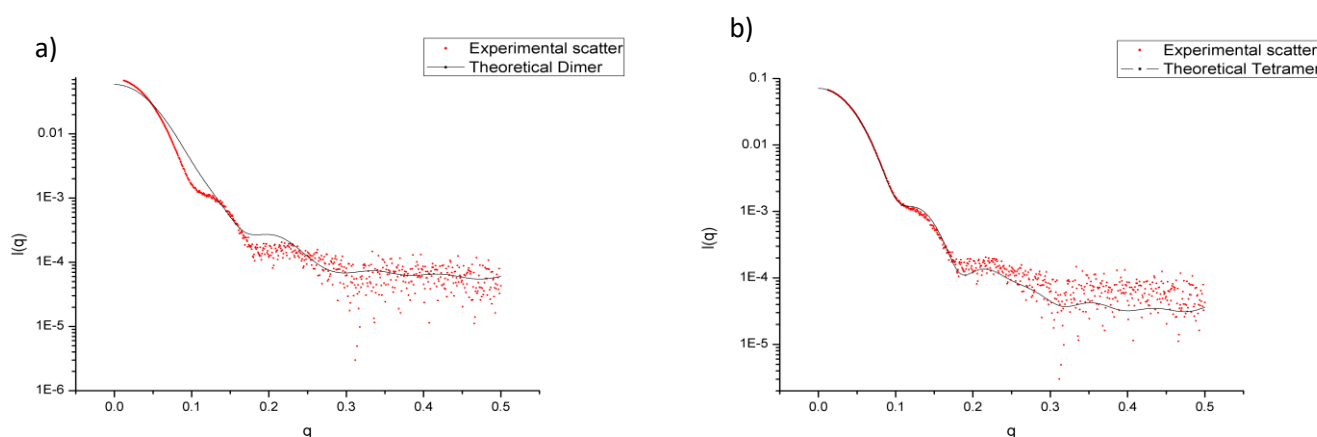 a)
Experimental scatter
Theoretical Dimer
0.01
1E-3
1E-4
1E-5
1E-6
I(q)
0.0 0.1 0.2 0.3 0.4 0.5
q
b)
Experimental scatter
Theoretical Tetramer
0.1
0.01
1E-3
1E-4
1E-5
I(q)
0.0 0.1 0.2 0.3 0.4 0.5
q